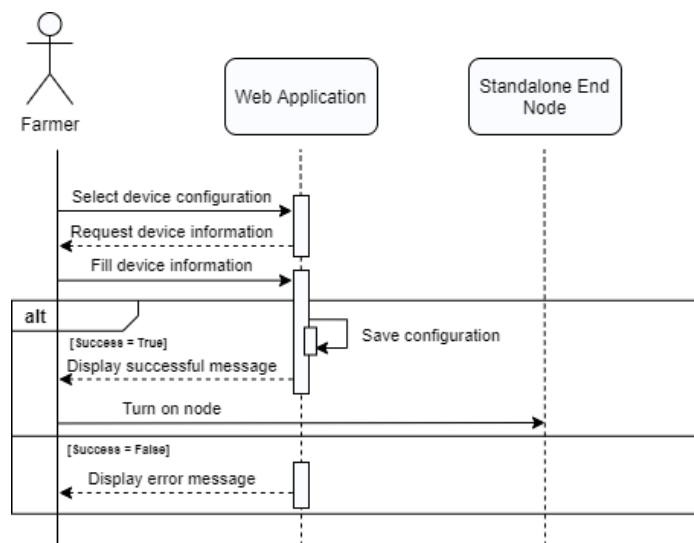 Farmer
Web Application
Standalone End
Node
Select device configuration
Request device information
Fill device information
alt
[Success = True]
Save configuration
Display successful message
Turn on node
[Success = False]
Display error message